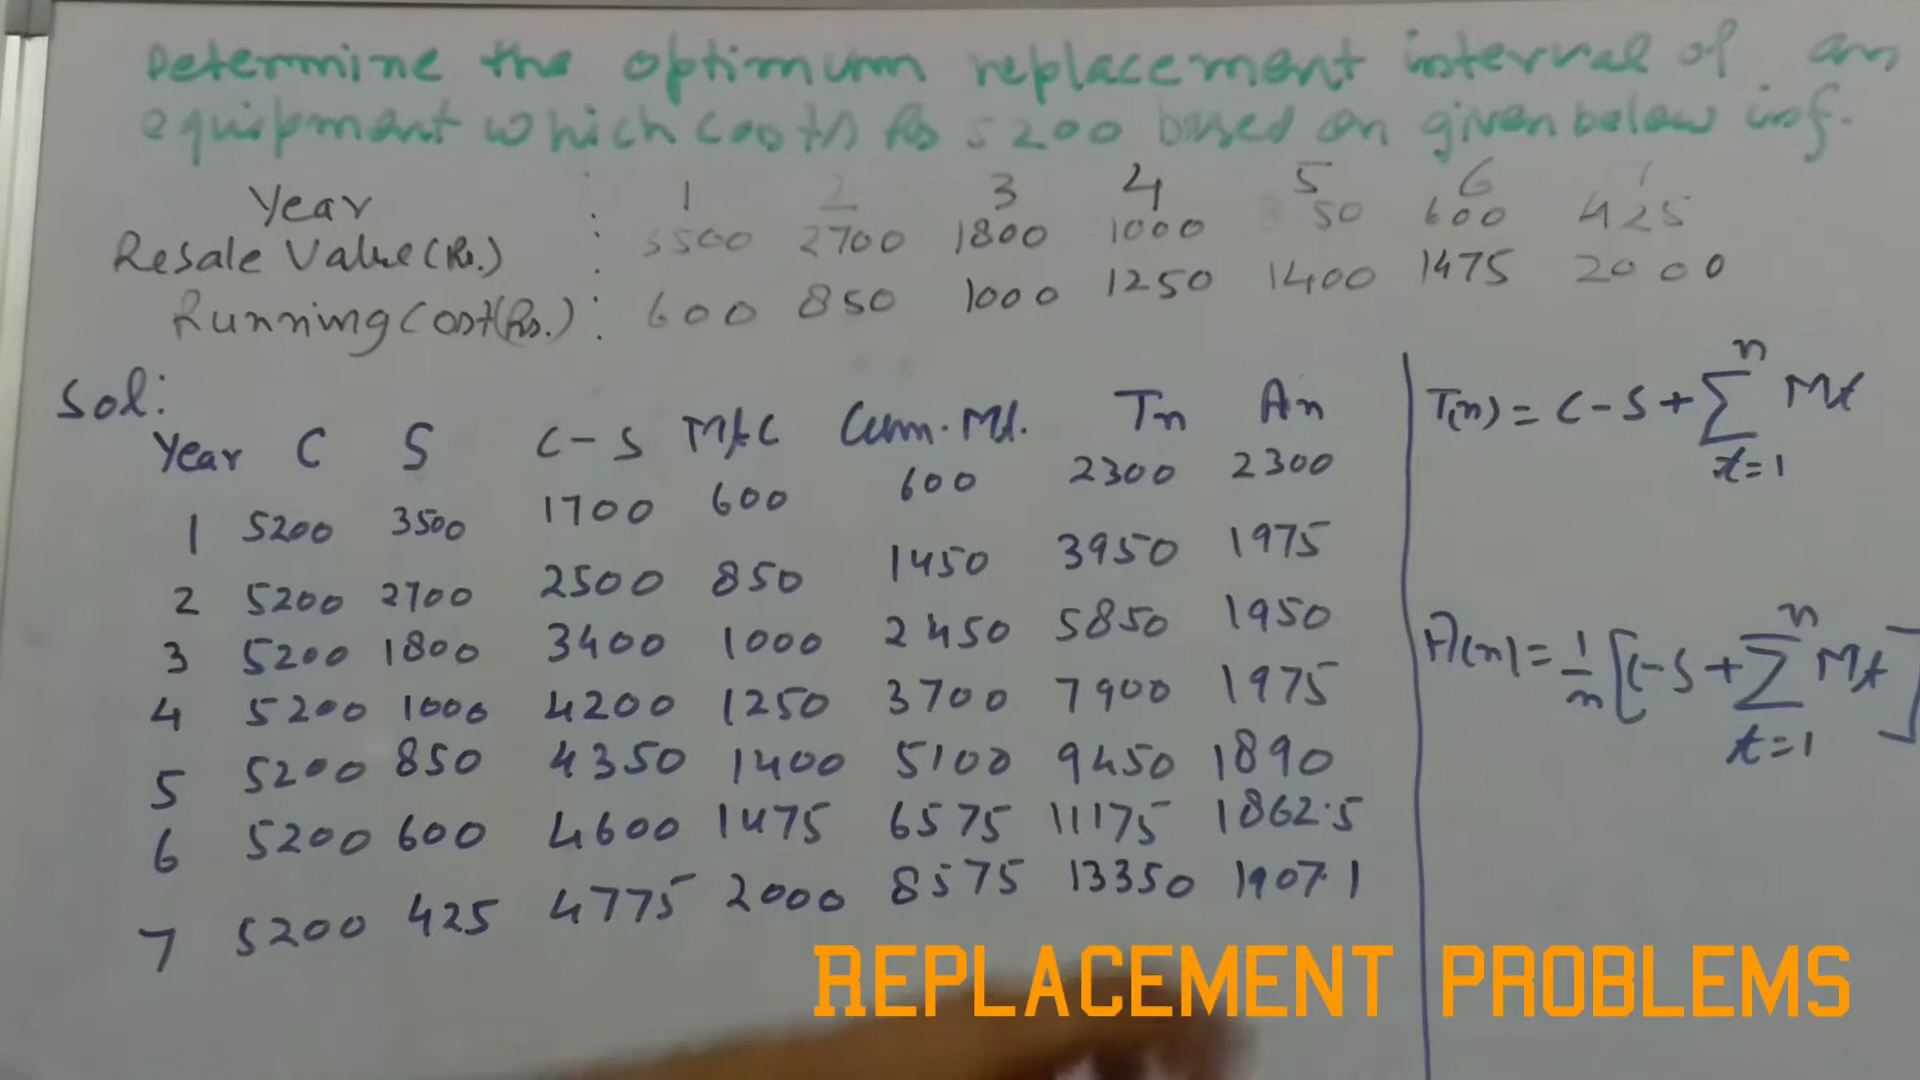 Determine the optimum replacement interval of an
equipment which costs Rs 5200 based on given below inf.
Year : 1 2 3 4 5 6
Resale Value (Rs.) : 3500 2700 1800 1000 50 600 425
Running Cost (Rs.) : 600 850 1000 1250 1400 1475 2000
Sol:
Year C S C-S Mt.C Cum. Mt. Tn An
1 5200 3500 1700 600 600 2300 2300
2 5200 2700 2500 850 1450 3950 1975
3 5200 1800 3400 1000 2450 5850 1950
4 5200 1000 4200 1250 3700 7900 1975
5 5200 850 4350 1400 5100 9450 1890
6 5200 600 4600 1475 6575 11175 1862.5
7 5200 425 4775 2000 8575 13350 1907.1
T(n) = C-S+ n ∑ t=1 Mt
A(n) = 1/n [C-S + n ∑ t=1 Mt]
REPLACEMENT PROBLEMS